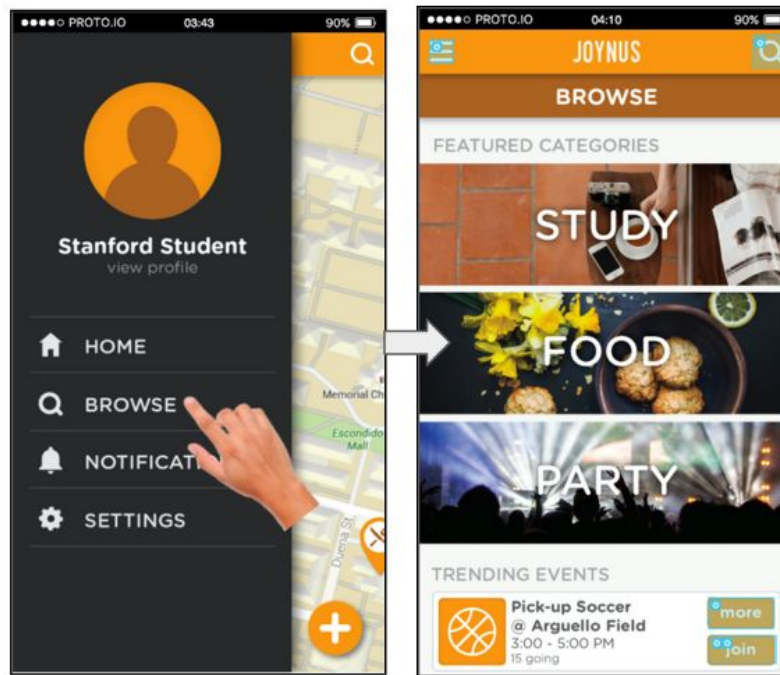 PROTO.IO 03:43 90%
Stanford Student
view profile
HOME
BROWSE
SETTINGS
Memorial
Escondido
Mall
Duena St.
PROTO.IO 04:10 90%
JOYNUS
BROWSE
FEATURED CATEGORIES
STUDY
FOOD
PARTY
TRENDING EVENTS
Pick-up Soccer
@ Arguello Field
3:00 - 5:00 PM
15 going
more
join